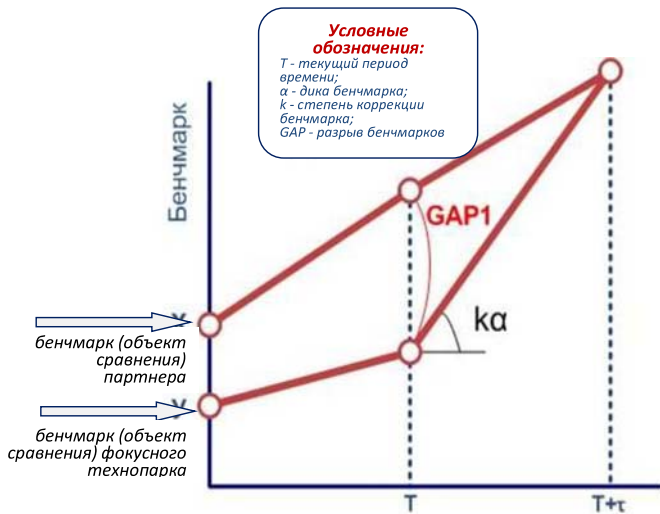 Условные
обозначения:
T - текущий период
времени;
α - дика бенчмарка;
k - степень коррекции
бенчмарка;
GAP - разрыв бенчмарков
Бенчмарк
GAP1
kα
бенчмарк (объект
сравнения)
партнера
бенчмарк (объект
сравнения) фокусного
технопарка
T
T+τ